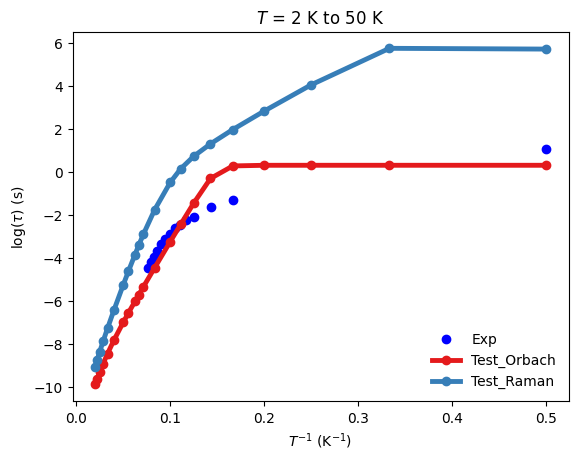 T = 2 K to 50 K
6
4
2
0
−2
−4
−6
−8
−10
log(τ) (s)
Exp
Test_Orbach
Test_Raman
0.0 0.1 0.2 0.3 0.4 0.5
T⁻¹ (K⁻¹)